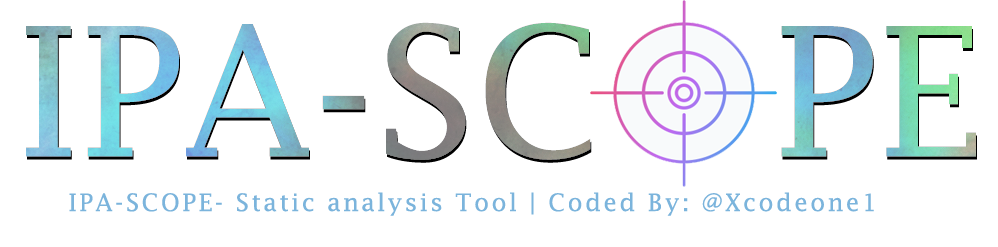 IPA-SCOPE
IPA-SCOPE- Static analysis Tool | Coded By: @Xcodeone1